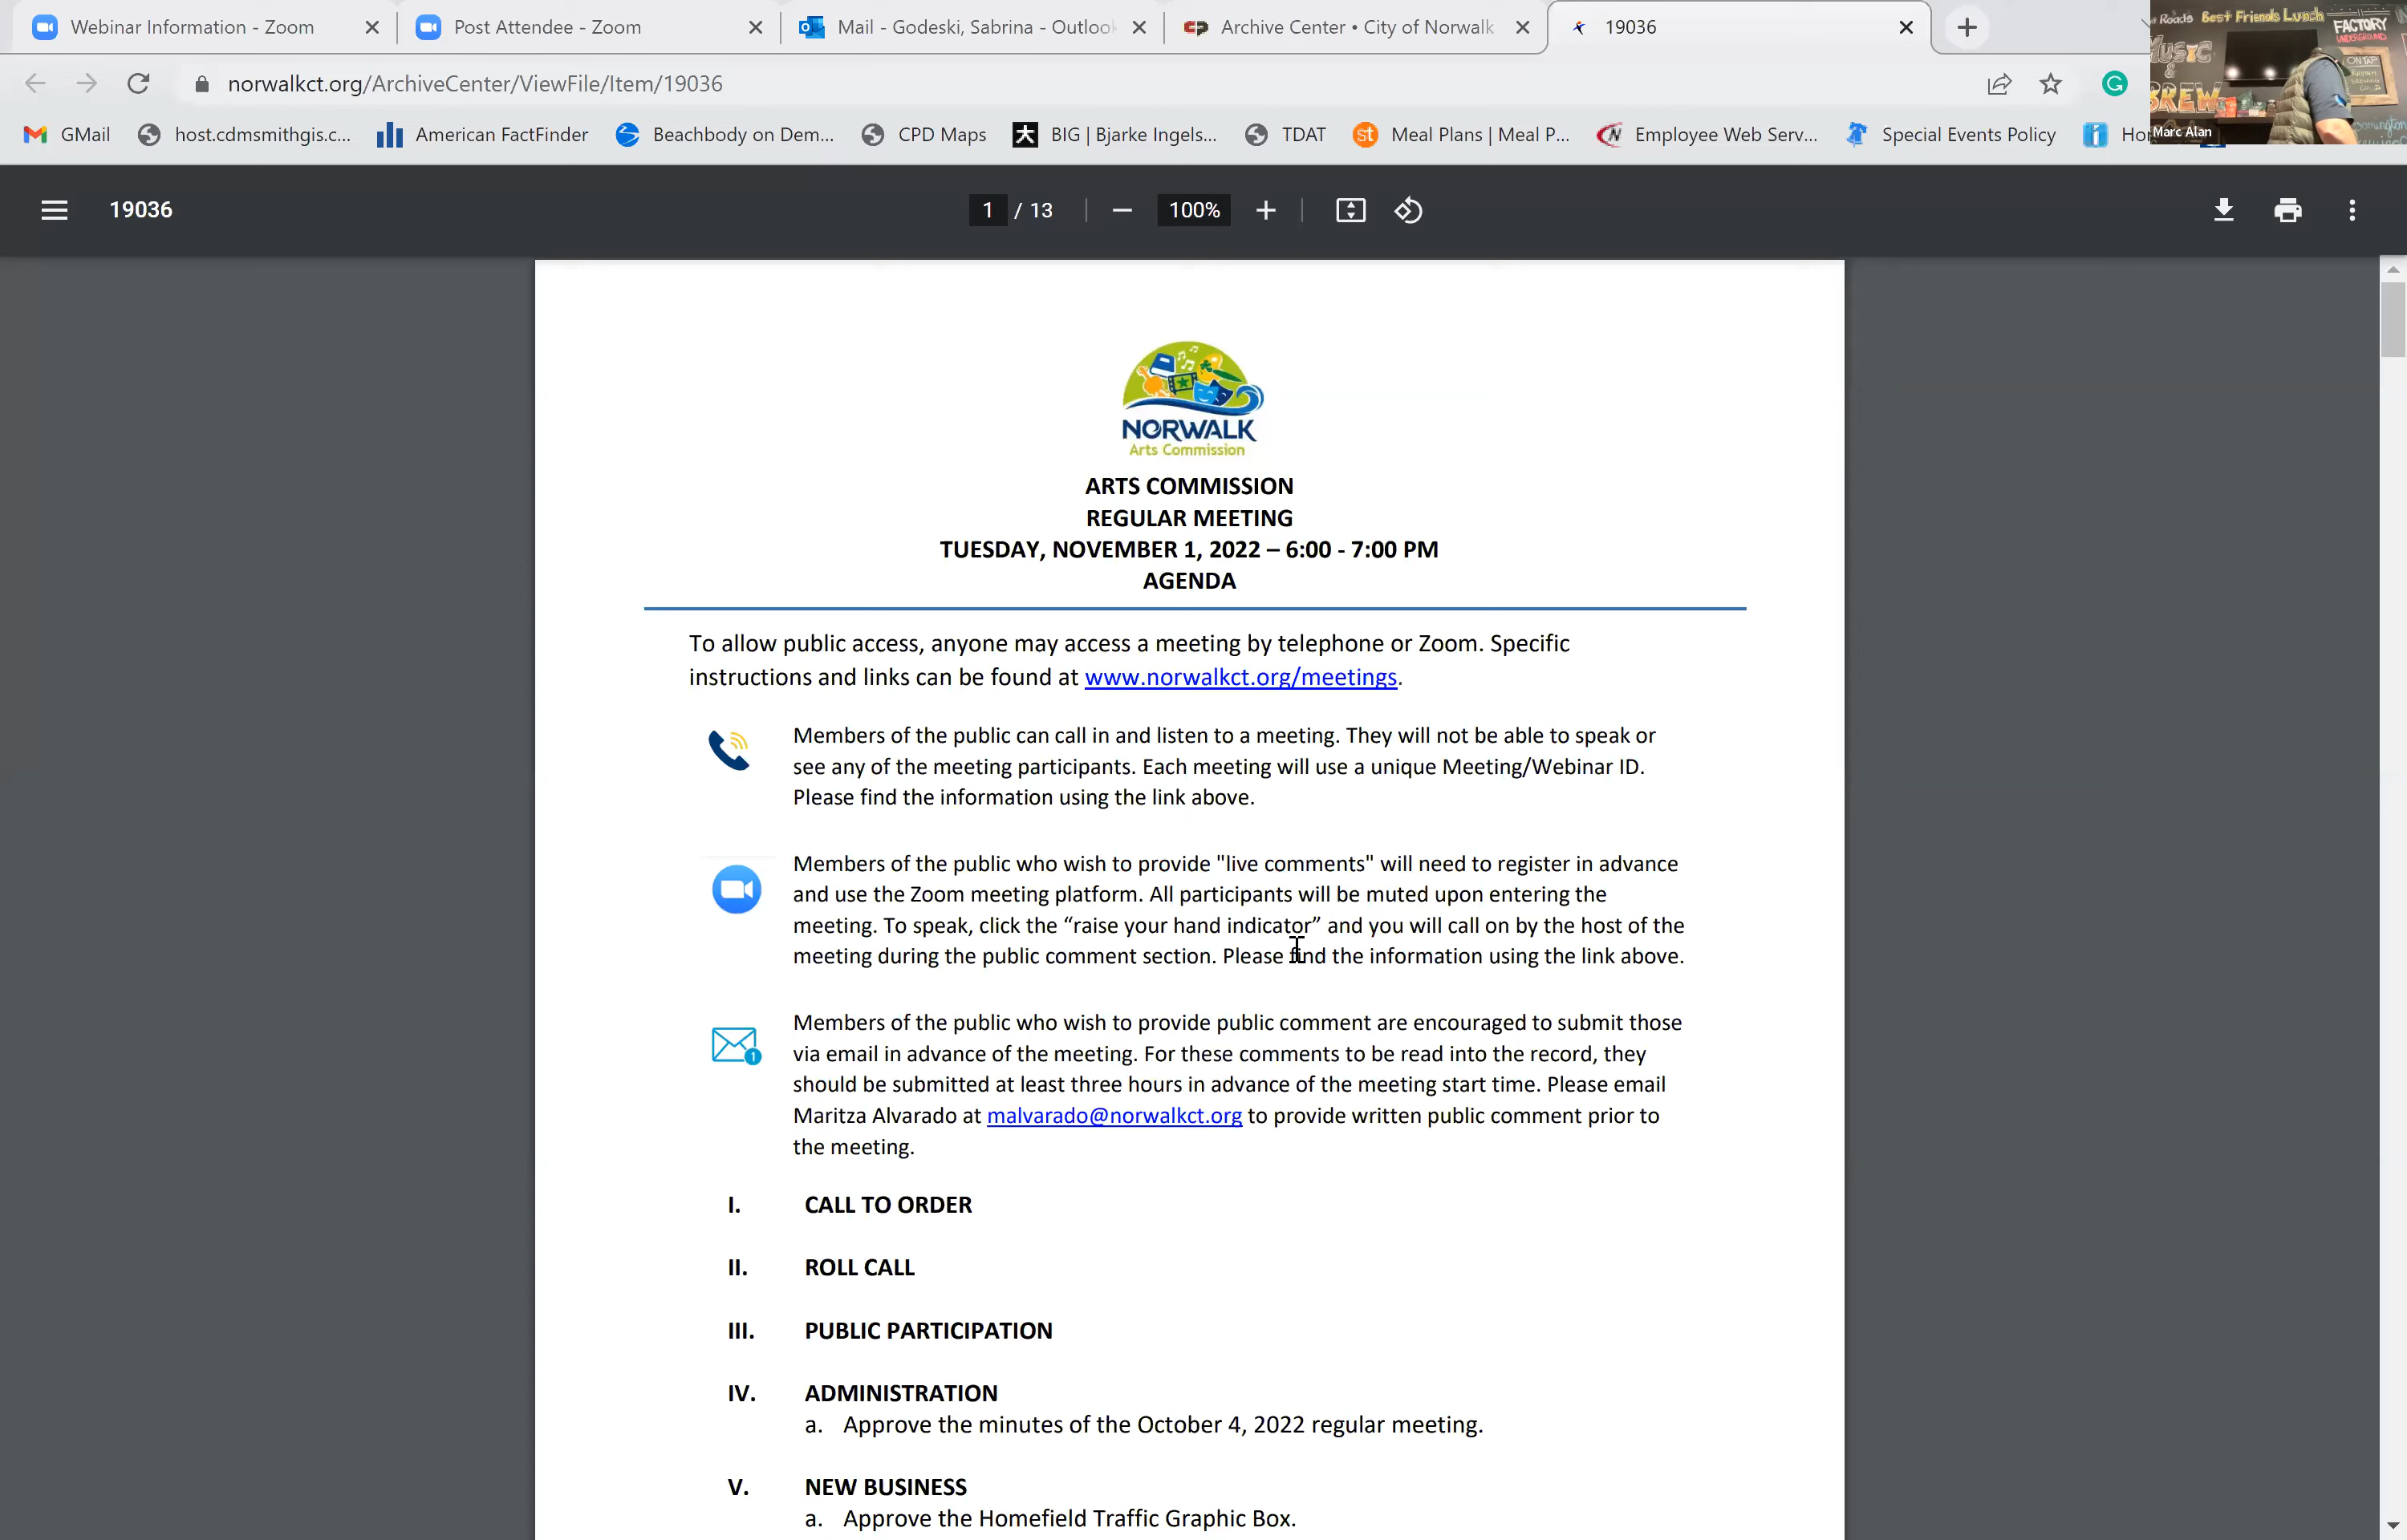 Webinar Information - Zoom
Post Attendee - Zoom
Mail - Godeski, Sabrina - Outloo
Archive Center • City of Norwalk
19036
norwalkct.org/ArchiveCenter/ViewFile/Item/19036
GMail
host.cdmsmithgis.c...
American FactFinder
Beachbody on Dem...
CPD Maps
BIG | Bjarke Ingels...
TDAT
st
Meal Plans | Meal P...
Employee Web Serv...
Special Events Policy
Roads Best Friends Lunch
FACTORY
UNDERGROUND
MUSIC
&
BREW
ON TAP
Marc Alan
19036
1 / 13
100%
NORWALK
Arts Commission
ARTS COMMISSION
REGULAR MEETING
TUESDAY, NOVEMBER 1, 2022 – 6:00 - 7:00 PM
AGENDA
To allow public access, anyone may access a meeting by telephone or Zoom. Specific
instructions and links can be found at www.norwalkct.org/meetings.
Members of the public can call in and listen to a meeting. They will not be able to speak or
see any of the meeting participants. Each meeting will use a unique Meeting/Webinar ID.
Please find the information using the link above.
Members of the public who wish to provide "live comments" will need to register in advance
and use the Zoom meeting platform. All participants will be muted upon entering the
meeting. To speak, click the “raise your hand indicator” and you will call on by the host of the
meeting during the public comment section. Please find the information using the link above.
1
Members of the public who wish to provide public comment are encouraged to submit those
via email in advance of the meeting. For these comments to be read into the record, they
should be submitted at least three hours in advance of the meeting start time. Please email
Maritza Alvarado at malvarado@norwalkct.org to provide written public comment prior to
the meeting.
I. CALL TO ORDER
II. ROLL CALL
III. PUBLIC PARTICIPATION
IV. ADMINISTRATION
a. Approve the minutes of the October 4, 2022 regular meeting.
V. NEW BUSINESS
a. Approve the Homefield Traffic Graphic Box.